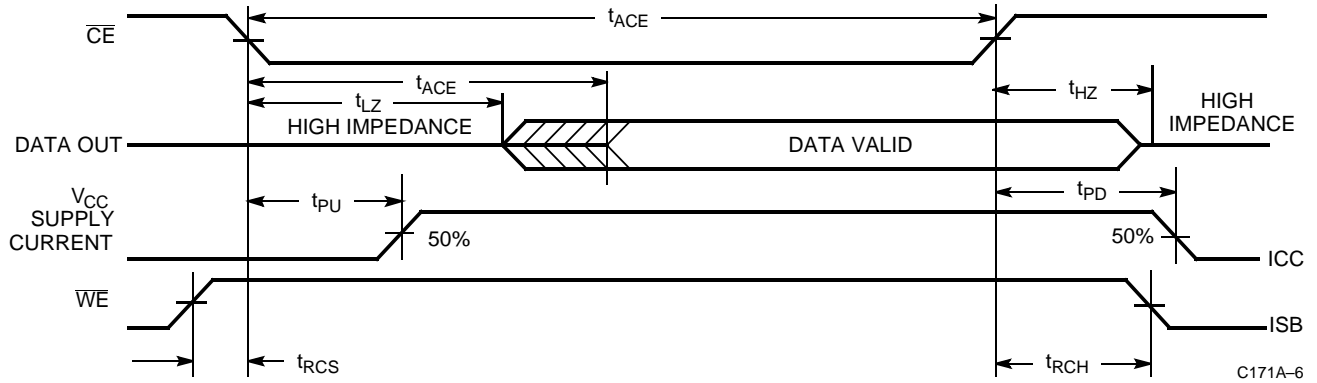 tACE
CE
tACE
tLZ
tHZ
HIGH IMPEDANCE
HIGH
IMPEDANCE
DATA OUT
DATA VALID
VCC
SUPPLY
CURRENT
tPU
tPD
50%
50%
ICC
WE
ISB
tRCS
tRCH
C171A–6